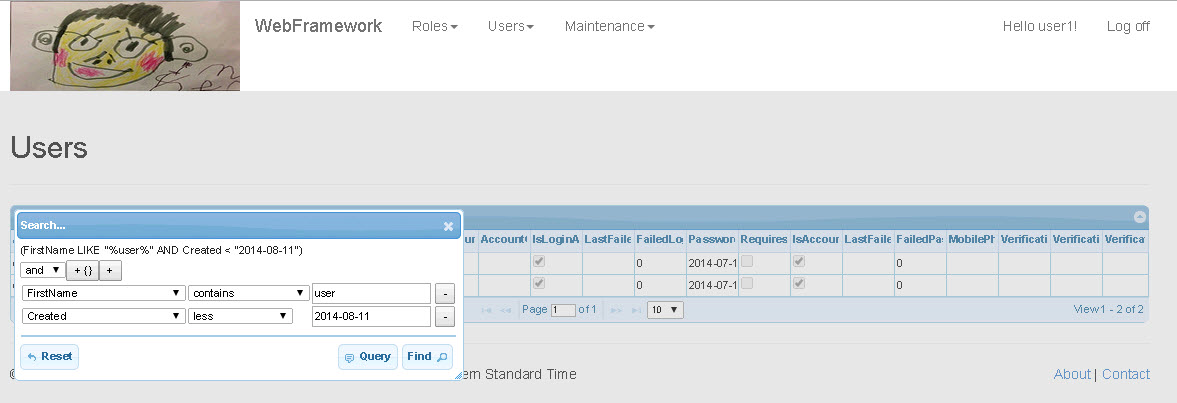 WebFramework Roles Users Maintenance Hello user1! Log off
Users
Search...
(FirstName LIKE "%user%" AND Created < "2014-08-11")
and + {} +
FirstName contains user -
Created less 2014-08-11 -
Reset Query Find
ur Account IsLoginA LastFaile FailedLo Passwor Requires IsAccour LastFaile FailedPa MobilePh Verificati Verificati Verifica
0 2014-07-1 0
0 2014-07-1 0
Page 1 of 1 10 View 1 - 2 of 2
ern Standard Time About | Contact